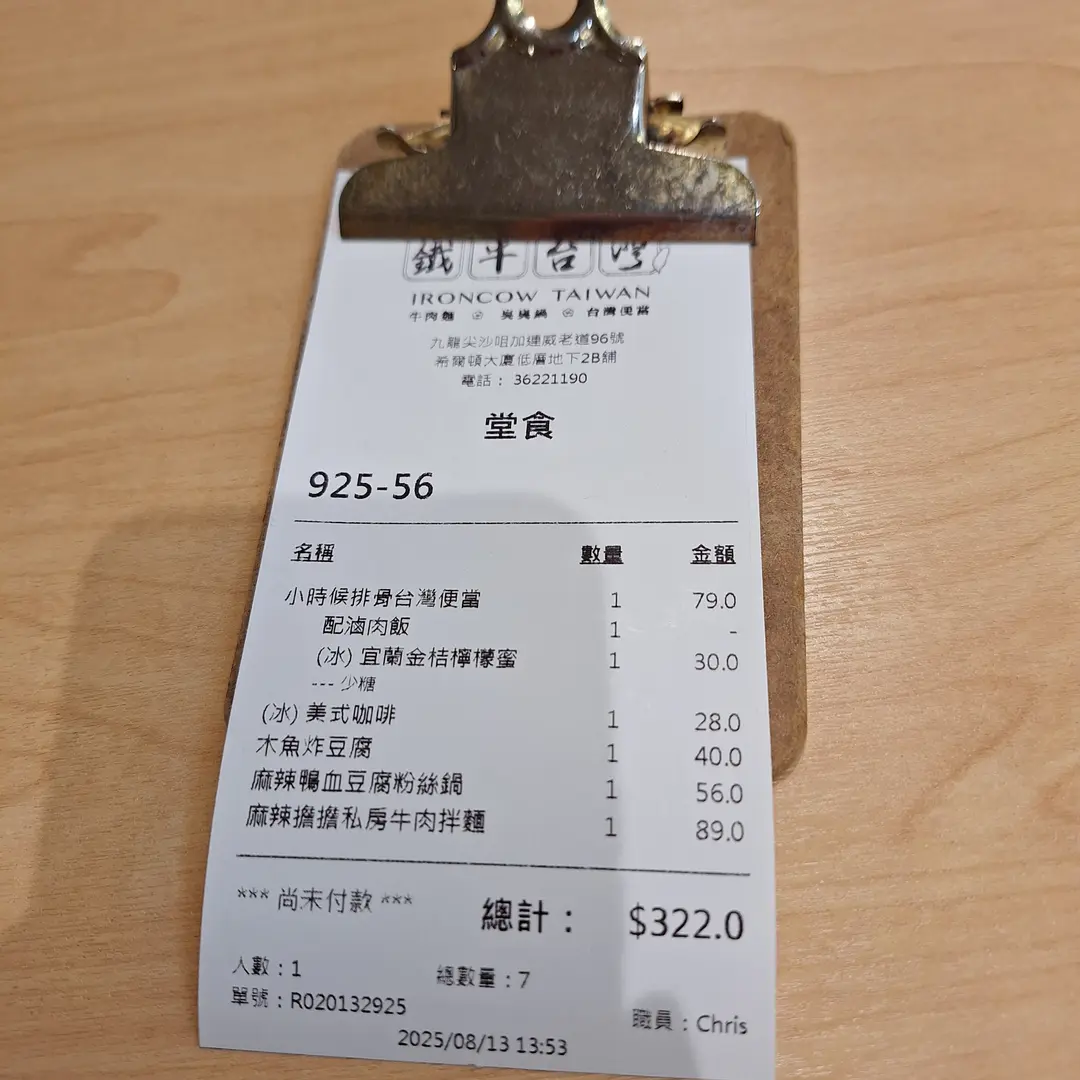 鐵牛台灣
IRONCOW TAIWAN
牛肉麵 臭臭鍋 台灣便當
九龍尖沙咀加連威老道96號
希爾頓大廈低層地下2B舖
電話： 36221190
堂食
925-56
名稱 數量 金額
小時候排骨台灣便當 1 79.0
配滷肉飯 1 -
(冰) 宜蘭金桔檸檬蜜 1 30.0
--- 少糖
(冰) 美式咖啡 1 28.0
木魚炸豆腐 1 40.0
麻辣鴨血豆腐粉絲鍋 1 56.0
麻辣擔擔私房牛肉拌麵 1 89.0
*** 尚未付款 *** 總計： $322.0
人數：1 總數量：7
單號：R020132925 職員：Chris
2025/08/13 13:53